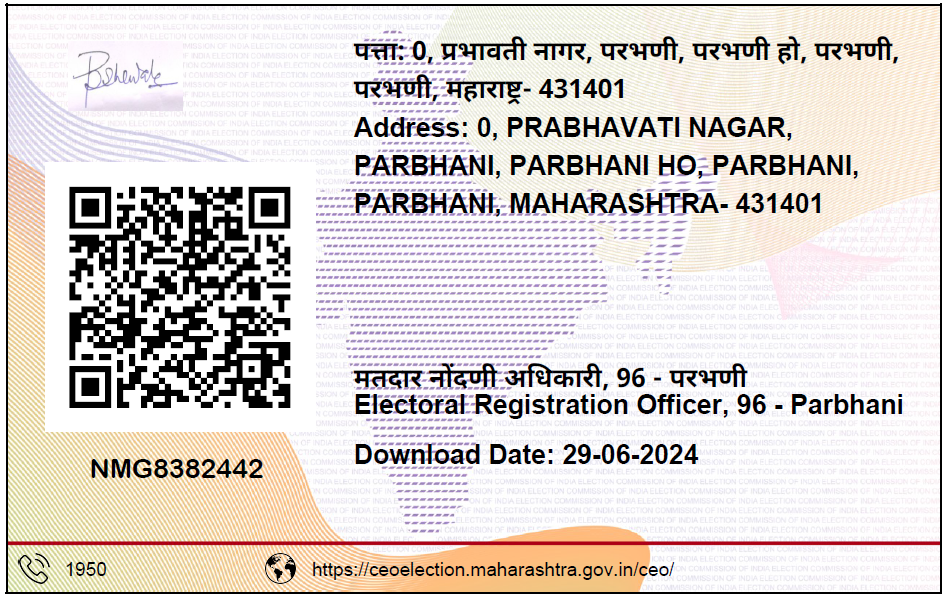 पत्ता: 0, प्रभावती नागर, परभणी, परभणी हो, परभणी,
परभणी, महाराष्ट्र- 431401
Address: 0, PRABHAVATI NAGAR,
PARBHANI, PARBHANI HO, PARBHANI,
PARBHANI, MAHARASHTRA- 431401
मतदार नोंदणी अधिकारी, 96 - परभणी
Electoral Registration Officer, 96 - Parbhani
Download Date: 29-06-2024
NMG8382442
1950
https://ceoelection.maharashtra.gov.in/ceo/